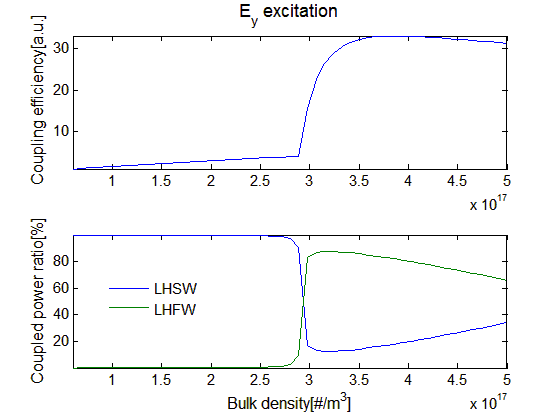 E_y excitation
Coupling efficiency[a.u.]
30
20
10
1 1.5 2 2.5 3 3.5 4 4.5 5
x 10^17
Coupled power ratio[%]
80
60
40
20
LHSW
LHFW
1 1.5 2 2.5 3 3.5 4 4.5 5
x 10^17
Bulk density[#/m^3]